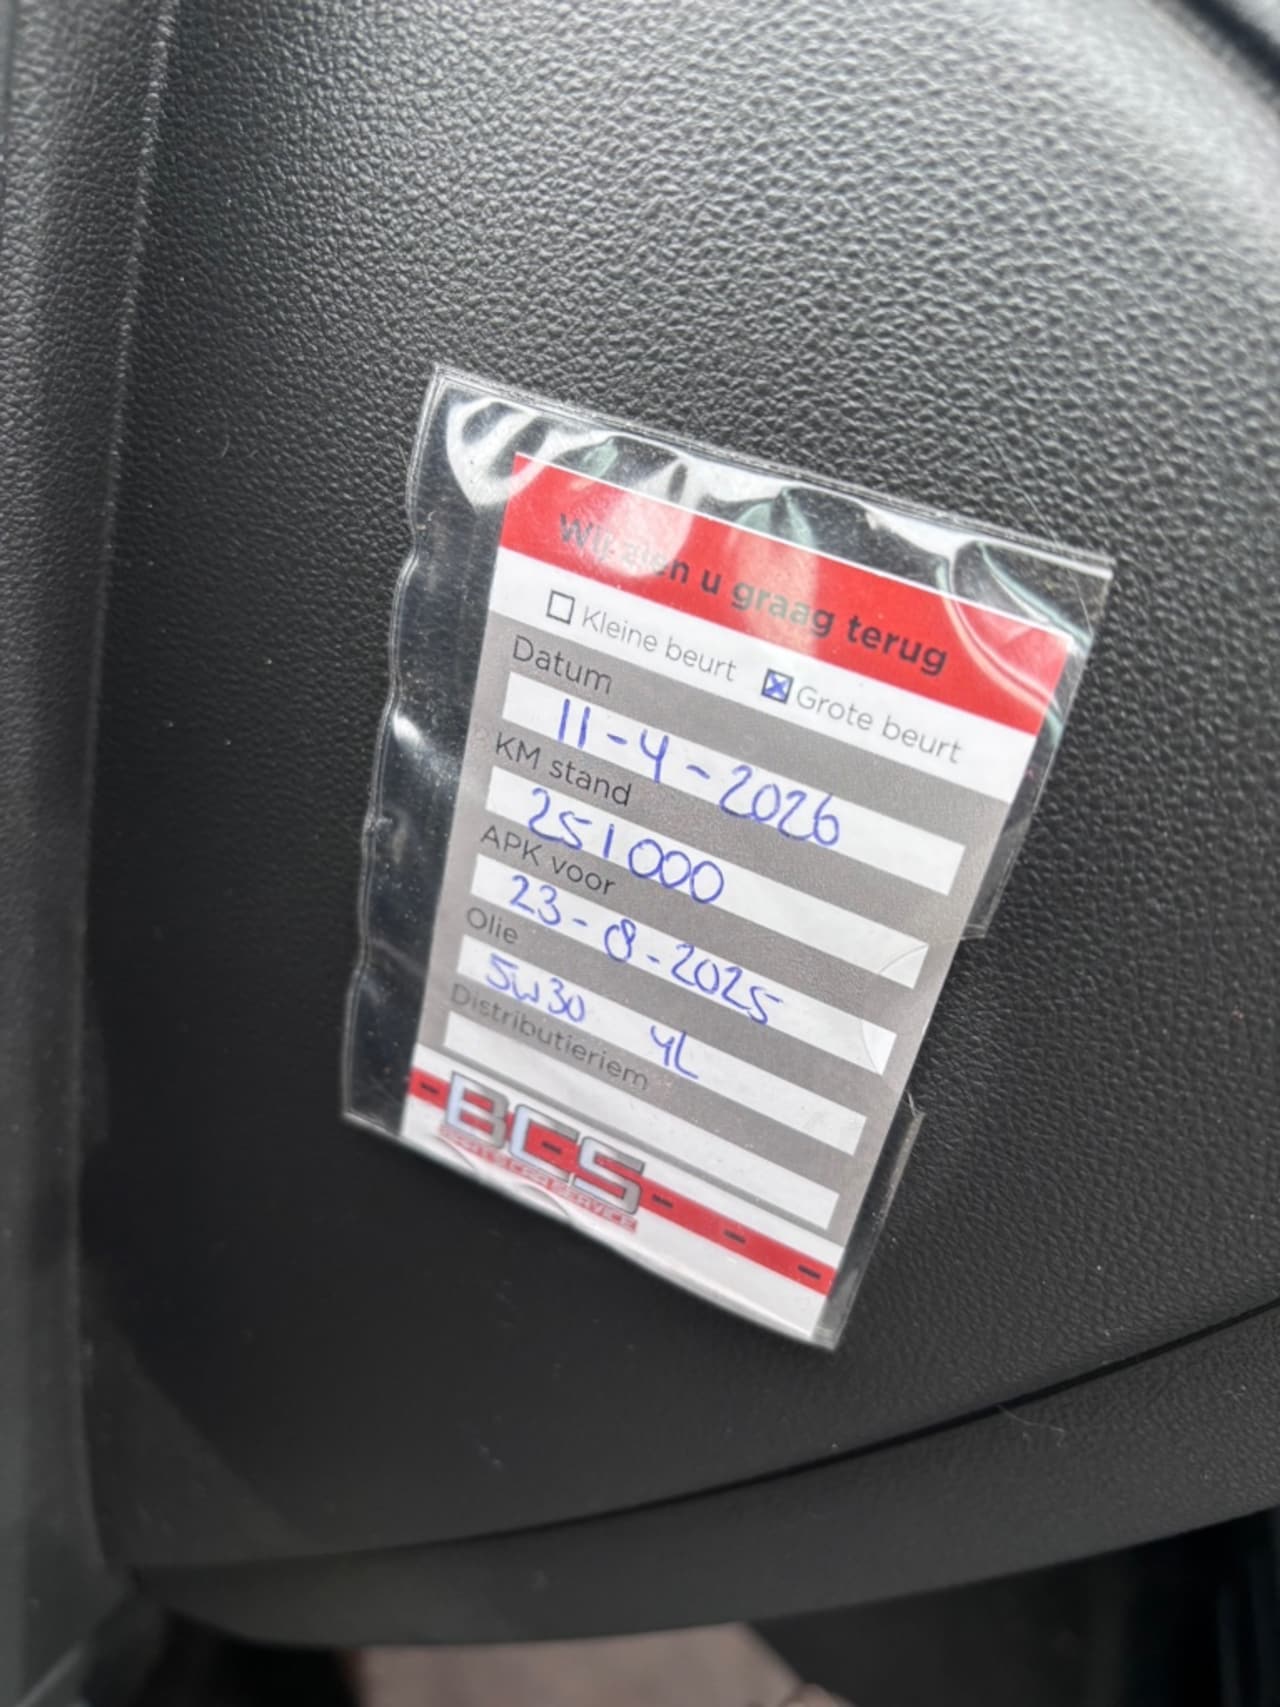 Wij zien u graag terug
Kleine beurt Grote beurt
Datum
11-4-2026
KM stand
251000
APK voor
23-8-2025
Olie
5W30 4L
Distributieriem
BCS